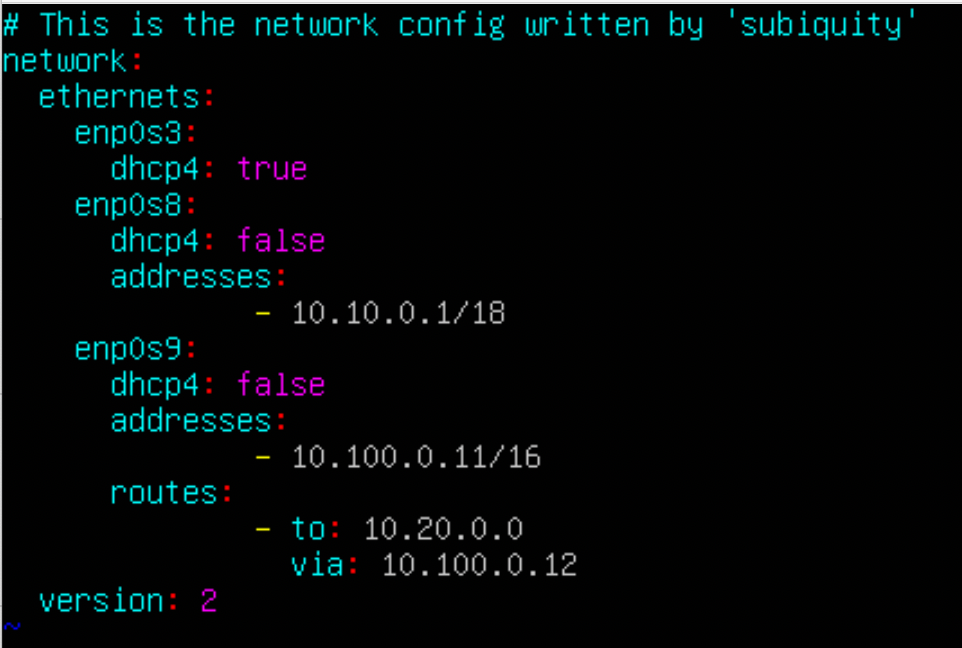 # This is the network config written by 'subiquity'
network:
  ethernets:
    enp0s3:
      dhcp4: true
    enp0s8:
      dhcp4: false
      addresses:
              - 10.10.0.1/18
    enp0s9:
      dhcp4: false
      addresses:
              - 10.100.0.11/16
      routes:
              - to: 10.20.0.0
                via: 10.100.0.12
  version: 2
~